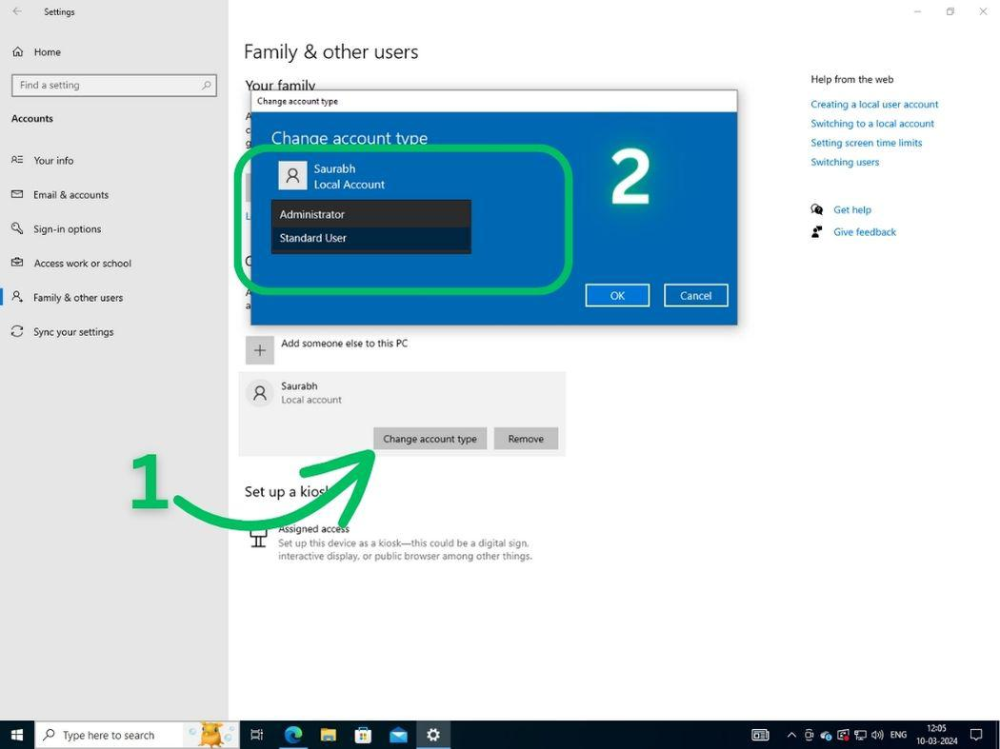 Settings
Home
Find a setting
Accounts
Your info
Email & accounts
Sign-in options
Access work or school
Family & other users
Sync your settings
Family & other users
Your family
Change account type
Change account type
Saurabh
Local Account
Administrator
Standard User
OK
Cancel
2
Add someone else to this PC
Saurabh
Local account
Change account type
Remove
1
Set up a kiosk
Assigned access
Set up this device as a kiosk—this could be a digital sign,
interactive display, or public browser among other things.
Help from the web
Creating a local user account
Switching to a local account
Setting screen time limits
Switching users
Get help
Give feedback
Type here to search
ENG
12:05
10-03-2024